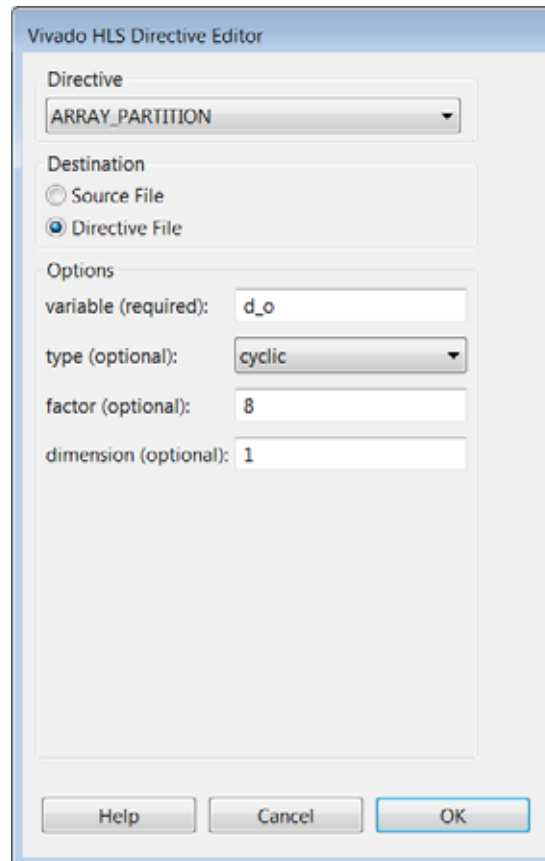 Vivado HLS Directive Editor
Directive
ARRAY_PARTITION
Destination
Source File
Directive File
Options
variable (required): d_o
type (optional): cyclic
factor (optional): 8
dimension (optional): 1
Help Cancel OK